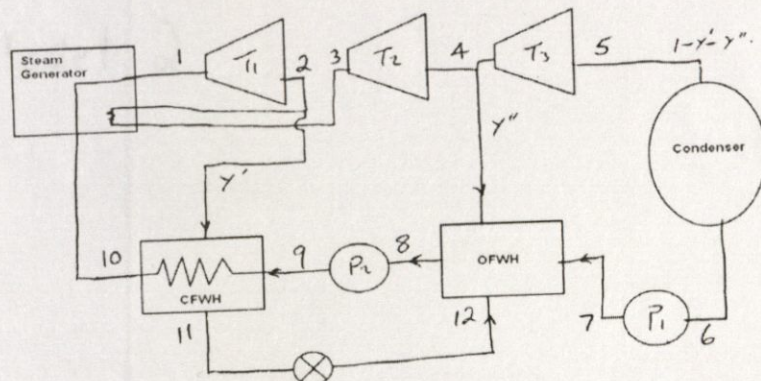 Steam
Generator
1
T1
2
3
T2
4
T3
5
1-y'-y".
Condenser
y'
y"
10
CFWH
9
P2
8
OFWH
7
P1
6
11
12